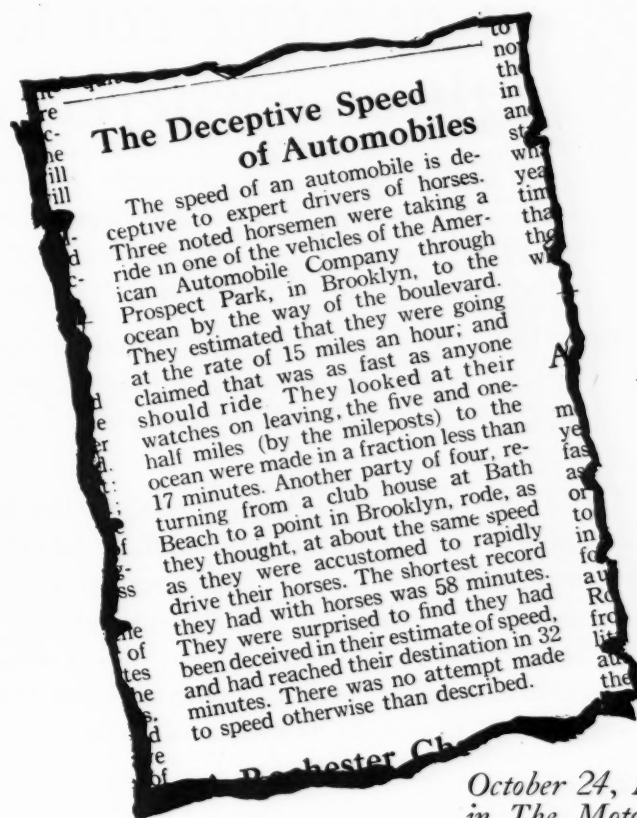 The Deceptive Speed
of Automobiles
The speed of an automobile is de-
ceptive to expert drivers of horses.
Three noted horsemen were taking a
ride in one of the vehicles of the Amer-
ican Automobile Company through
Prospect Park, in Brooklyn, to the
ocean by the way of the boulevard.
They estimated that they were going
at the rate of 15 miles an hour; and
claimed that was as fast as anyone
should ride They looked at their
watches on leaving, the five and one-
half miles (by the mileposts) to the
ocean were made in a fraction less than
17 minutes. Another party of four, re-
turning from a club house at Bath
Beach to a point in Brooklyn, rode, as
they thought, at about the same speed
as they were accustomed to rapidly
drive their horses. The shortest record
they had with horses was 58 minutes.
They were surprised to find they had
been deceived in their estimate of speed,
and had reached their destination in 32
minutes. There was no attempt made
to speed otherwise than described.
Rochester
October 24,
in The